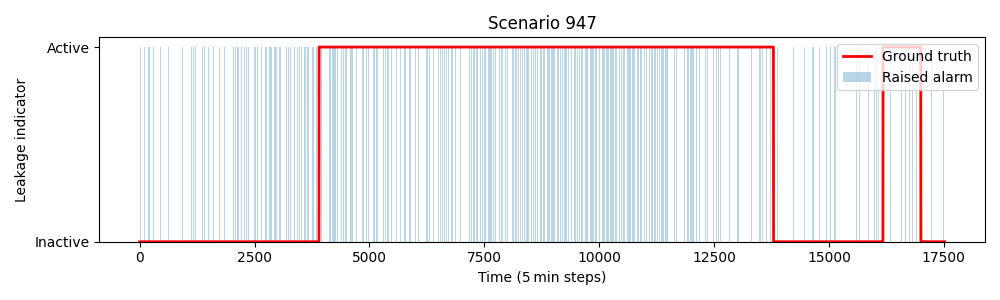 Scenario 947
Leakage indicator
Active
Inactive
Ground truth
Raised alarm
0
2500
5000
7500
10000
12500
15000
17500
Time (5 min steps)